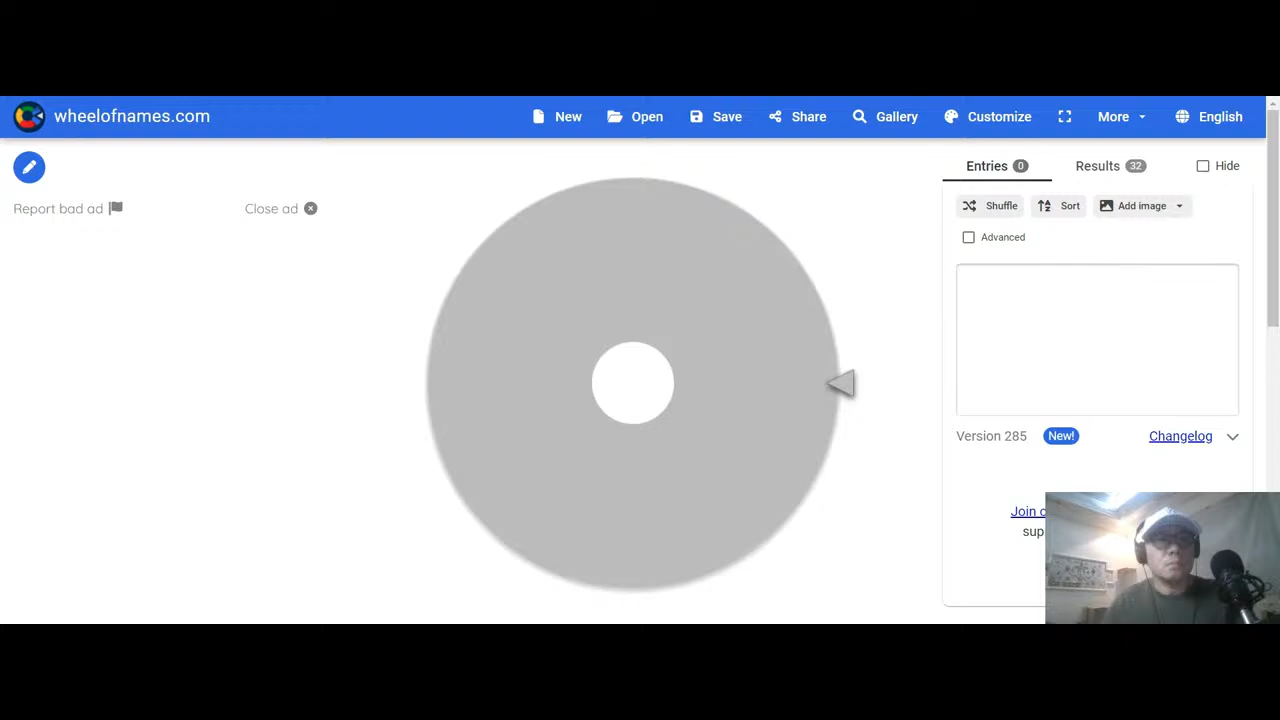 wheelofnames.com New Open Save Share Gallery Customize More English
Entries 0 Results 32 Hide
Report bad ad Close ad
Shuffle Sort Add image
Advanced
Version 285 New! Changelog
Join